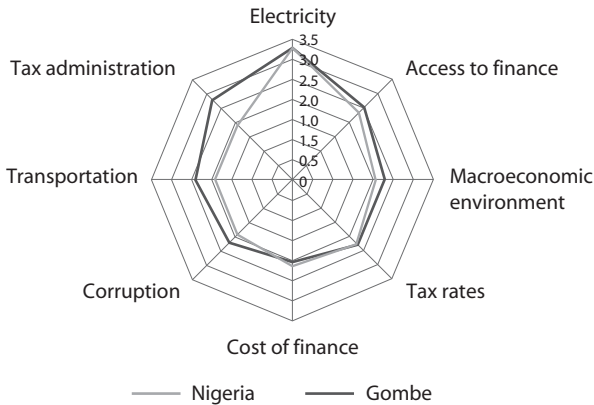 Electricity
3.5
3.0
Tax administration
Access to finance
2.5
2.0
1.0
1.5
0.5
Transportation
0
Macroeconomic
environment
Corruption
Tax rates
Cost of finance
Nigeria
Gombe